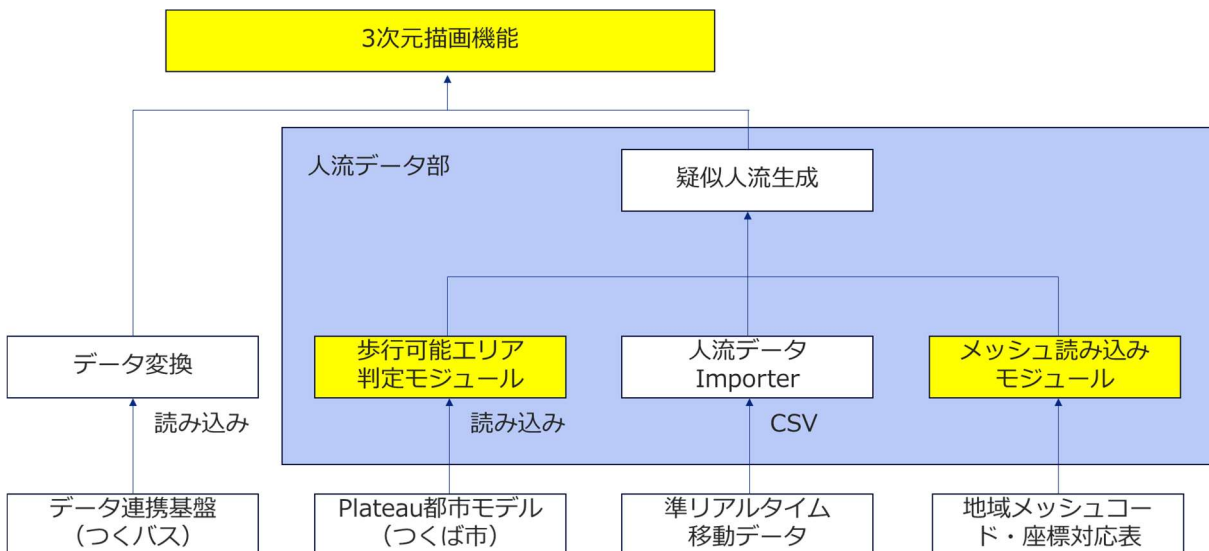 3次元描画機能
人流データ部
疑似人流生成
データ変換
歩行可能エリア
判定モジュール
人流データ
Importer
メッシュ読み込み
モジュール
読み込み
読み込み
CSV
データ連携基盤
(つくバス)
Plateau都市モデル
(つくば市)
準リアルタイム
移動データ
地域メッシュコー
ド・座標対応表